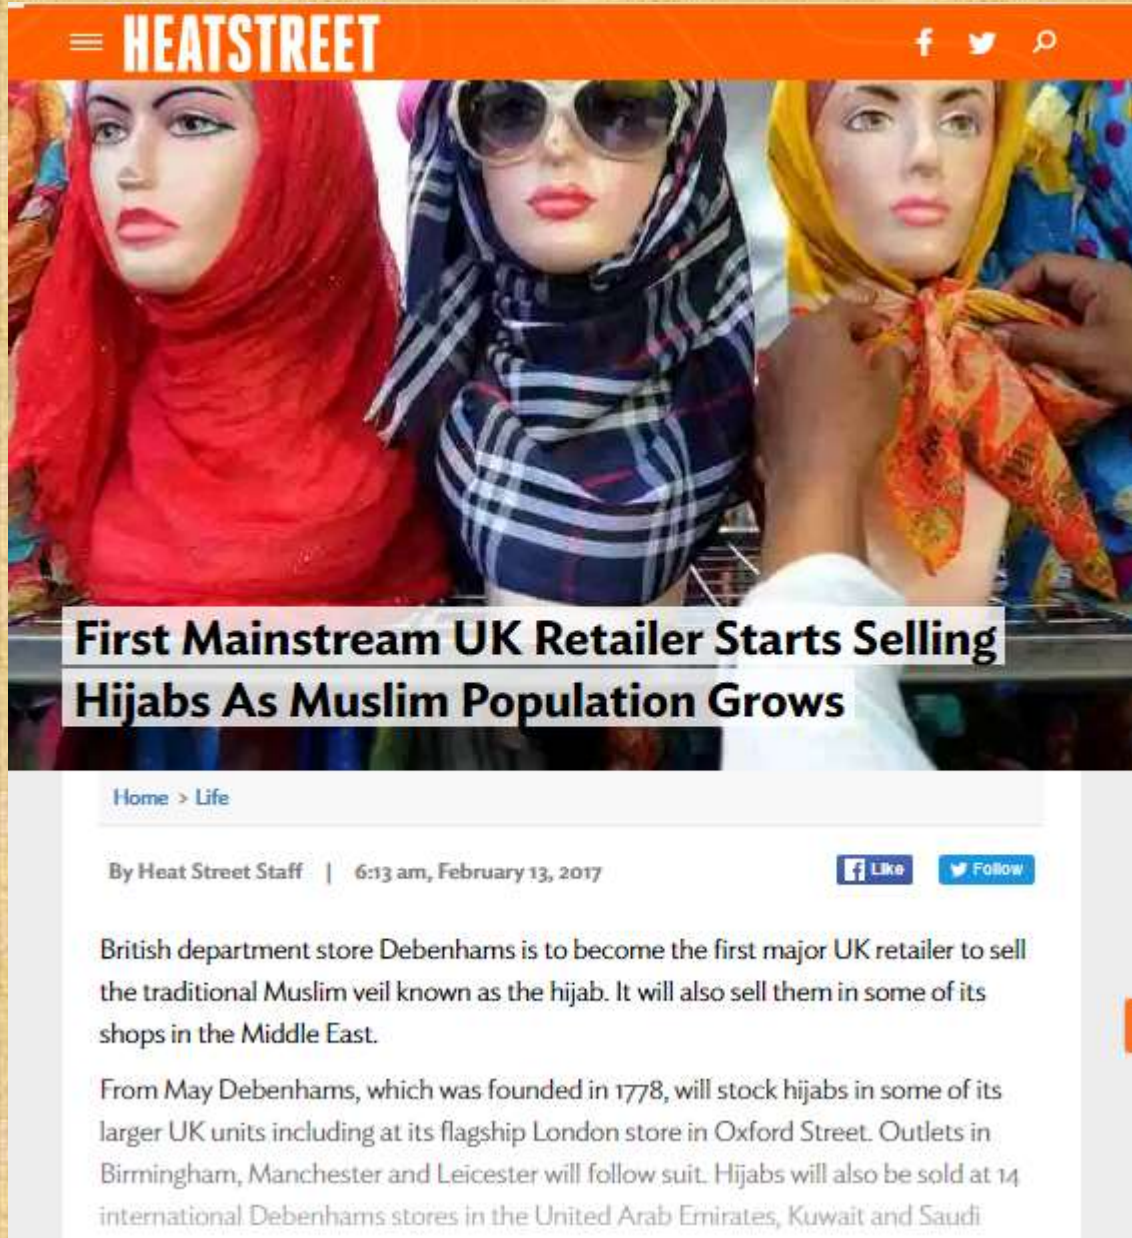 HEATSTREET
First Mainstream UK Retailer Starts Selling
Hijabs As Muslim Population Grows
Home > Life
By Heat Street Staff | 6:13 am, February 13, 2017
Like Follow
British department store Debenhams is to become the first major UK retailer to sell
the traditional Muslim veil known as the hijab. It will also sell them in some of its
shops in the Middle East.
From May Debenhams, which was founded in 1778, will stock hijabs in some of its
larger UK units including at its flagship London store in Oxford Street. Outlets in
Birmingham, Manchester and Leicester will follow suit. Hijabs will also be sold at 14
international Debenhams stores in the United Arab Emirates, Kuwait and Saudi